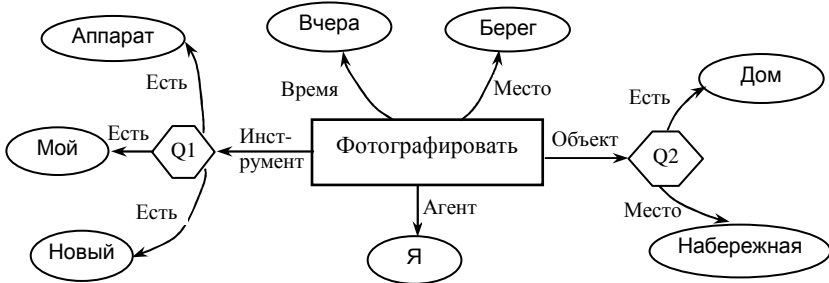 Аппарат
Вчера
Берег
Есть
Время
Место
Есть
Дом
Мой
Есть
Q1
Инст-
румент
Фотографировать
Объект
Q2
Есть
Агент
Место
Новый
Я
Набережная